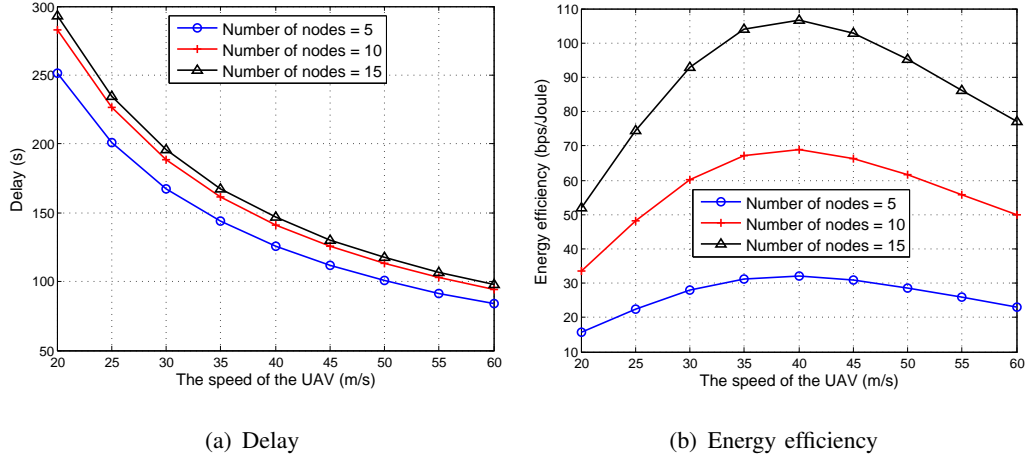 300
250
200
150
100
50
Delay (s)
Number of nodes = 5
Number of nodes = 10
Number of nodes = 15
20 25 30 35 40 45 50 55 60
The speed of the UAV (m/s)
(a) Delay
110
100
90
80
70
60
50
40
30
20
10
Energy efficiency (bps/Joule)
Number of nodes = 5
Number of nodes = 10
Number of nodes = 15
20 25 30 35 40 45 50 55 60
The speed of the UAV (m/s)
(b) Energy efficiency